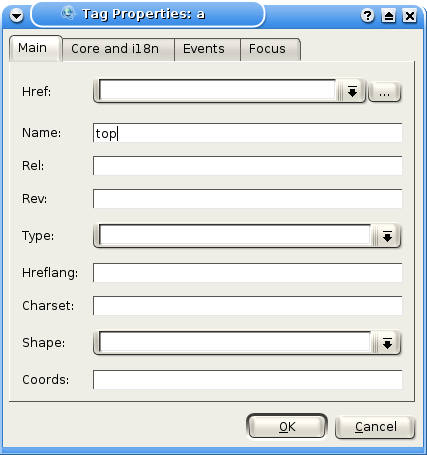 Tag Properties: a
Main
Core and i18n
Events
Focus
Href:
...
Name:
top
Rel:
Rev:
Type:
Hreflang:
Charset:
Shape:
Coords:
OK
Cancel